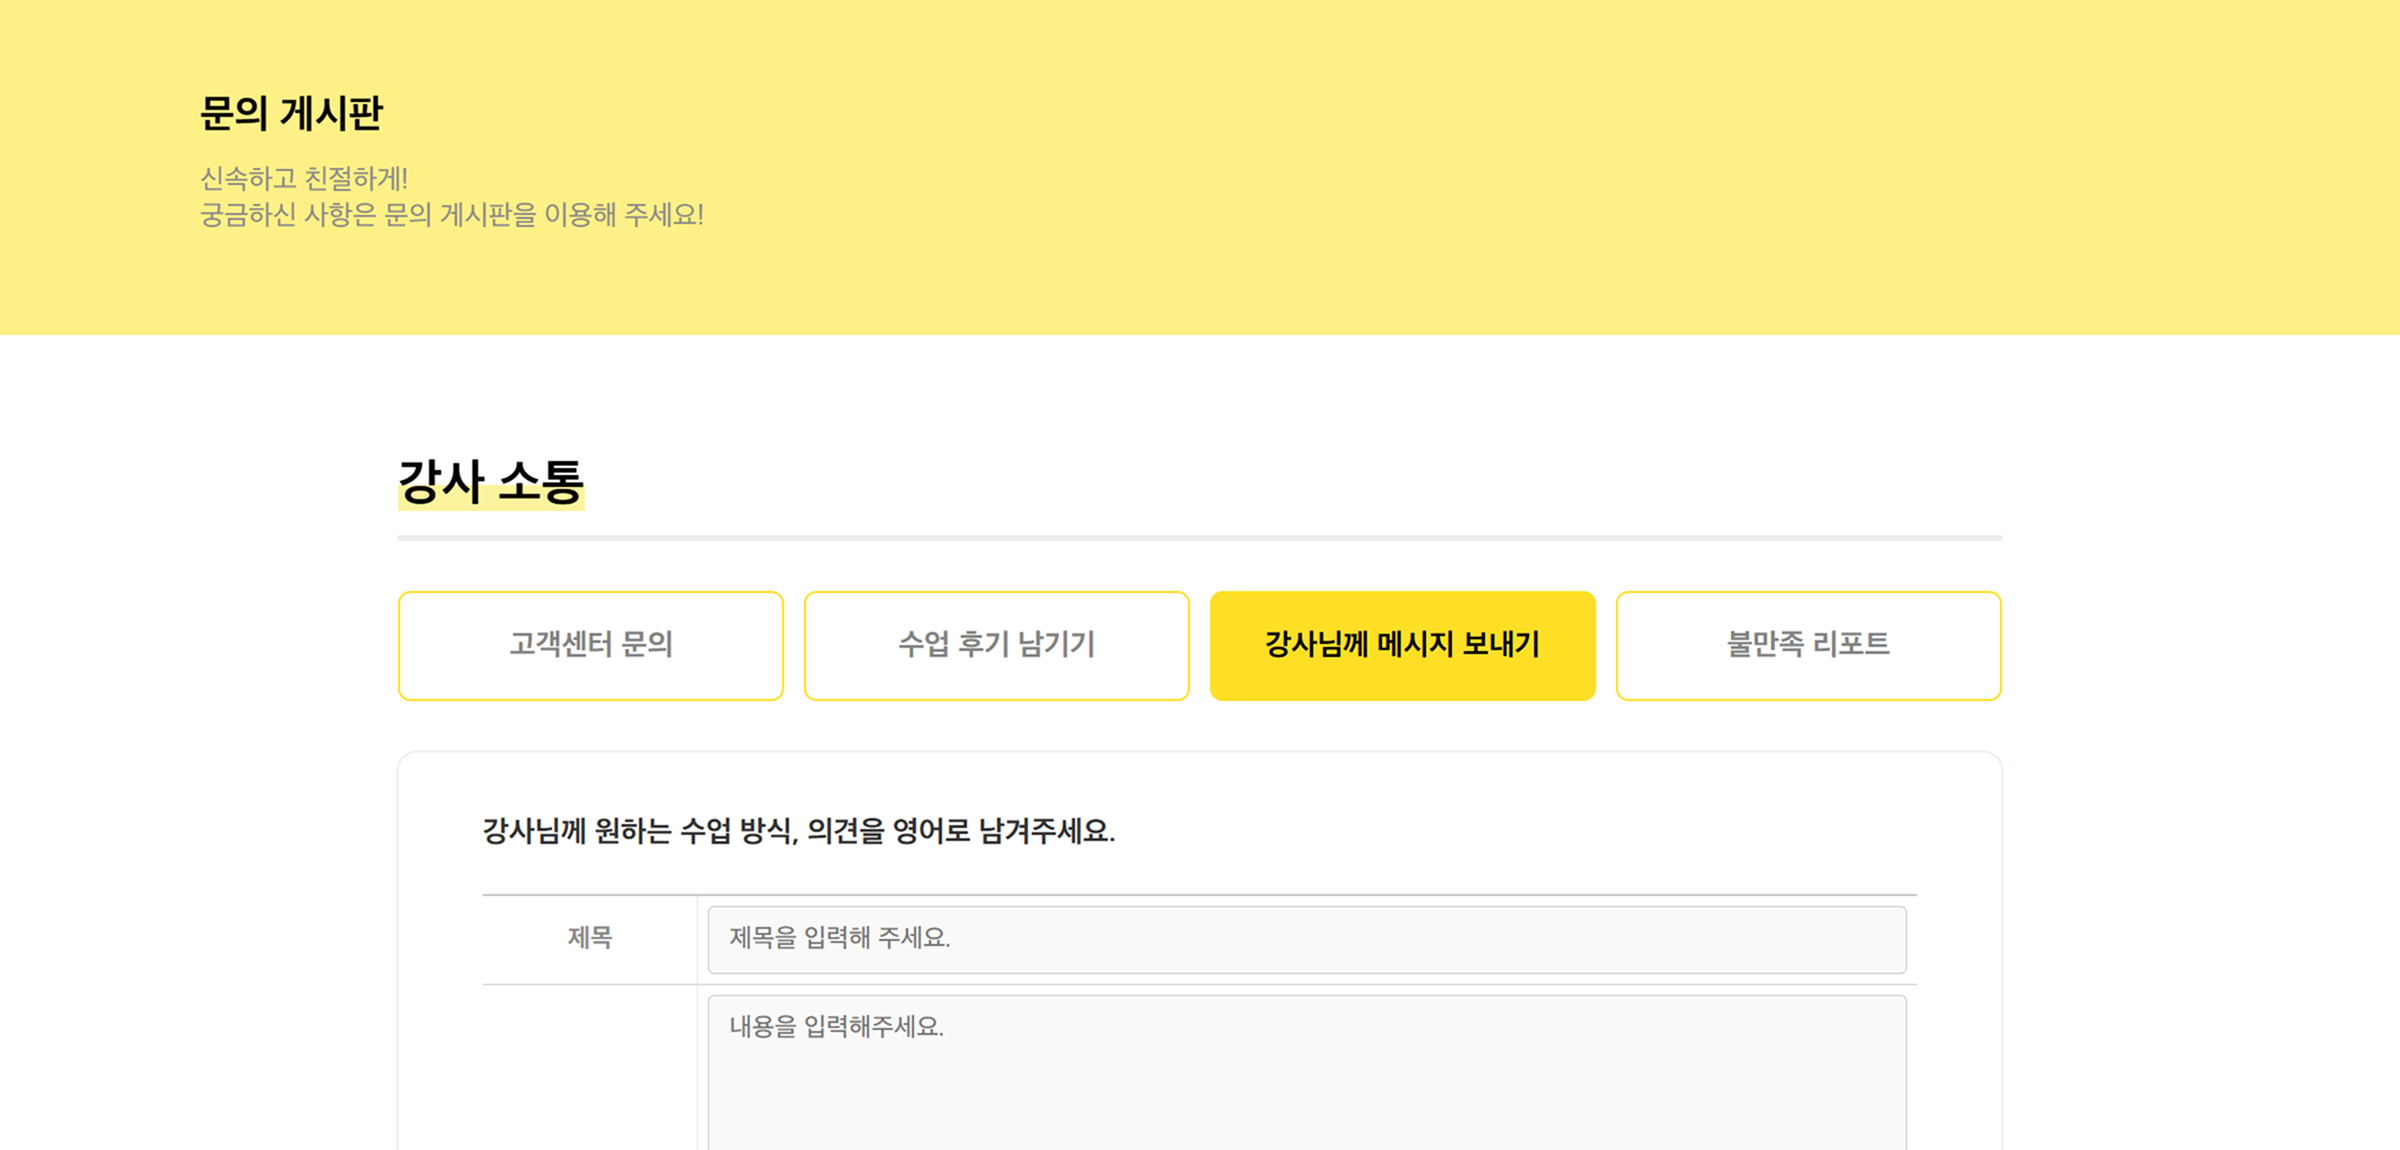 문의 게시판
신속하고 친절하게!
궁금하신 사항은 문의 게시판을 이용해 주세요!
강사 소통
고객센터 문의
수업 후기 남기기
강사님께 메시지 보내기
불만족 리포트
강사님께 원하는 수업 방식, 의견을 영어로 남겨주세요.
제목
제목을 입력해 주세요.
내용을 입력해주세요.